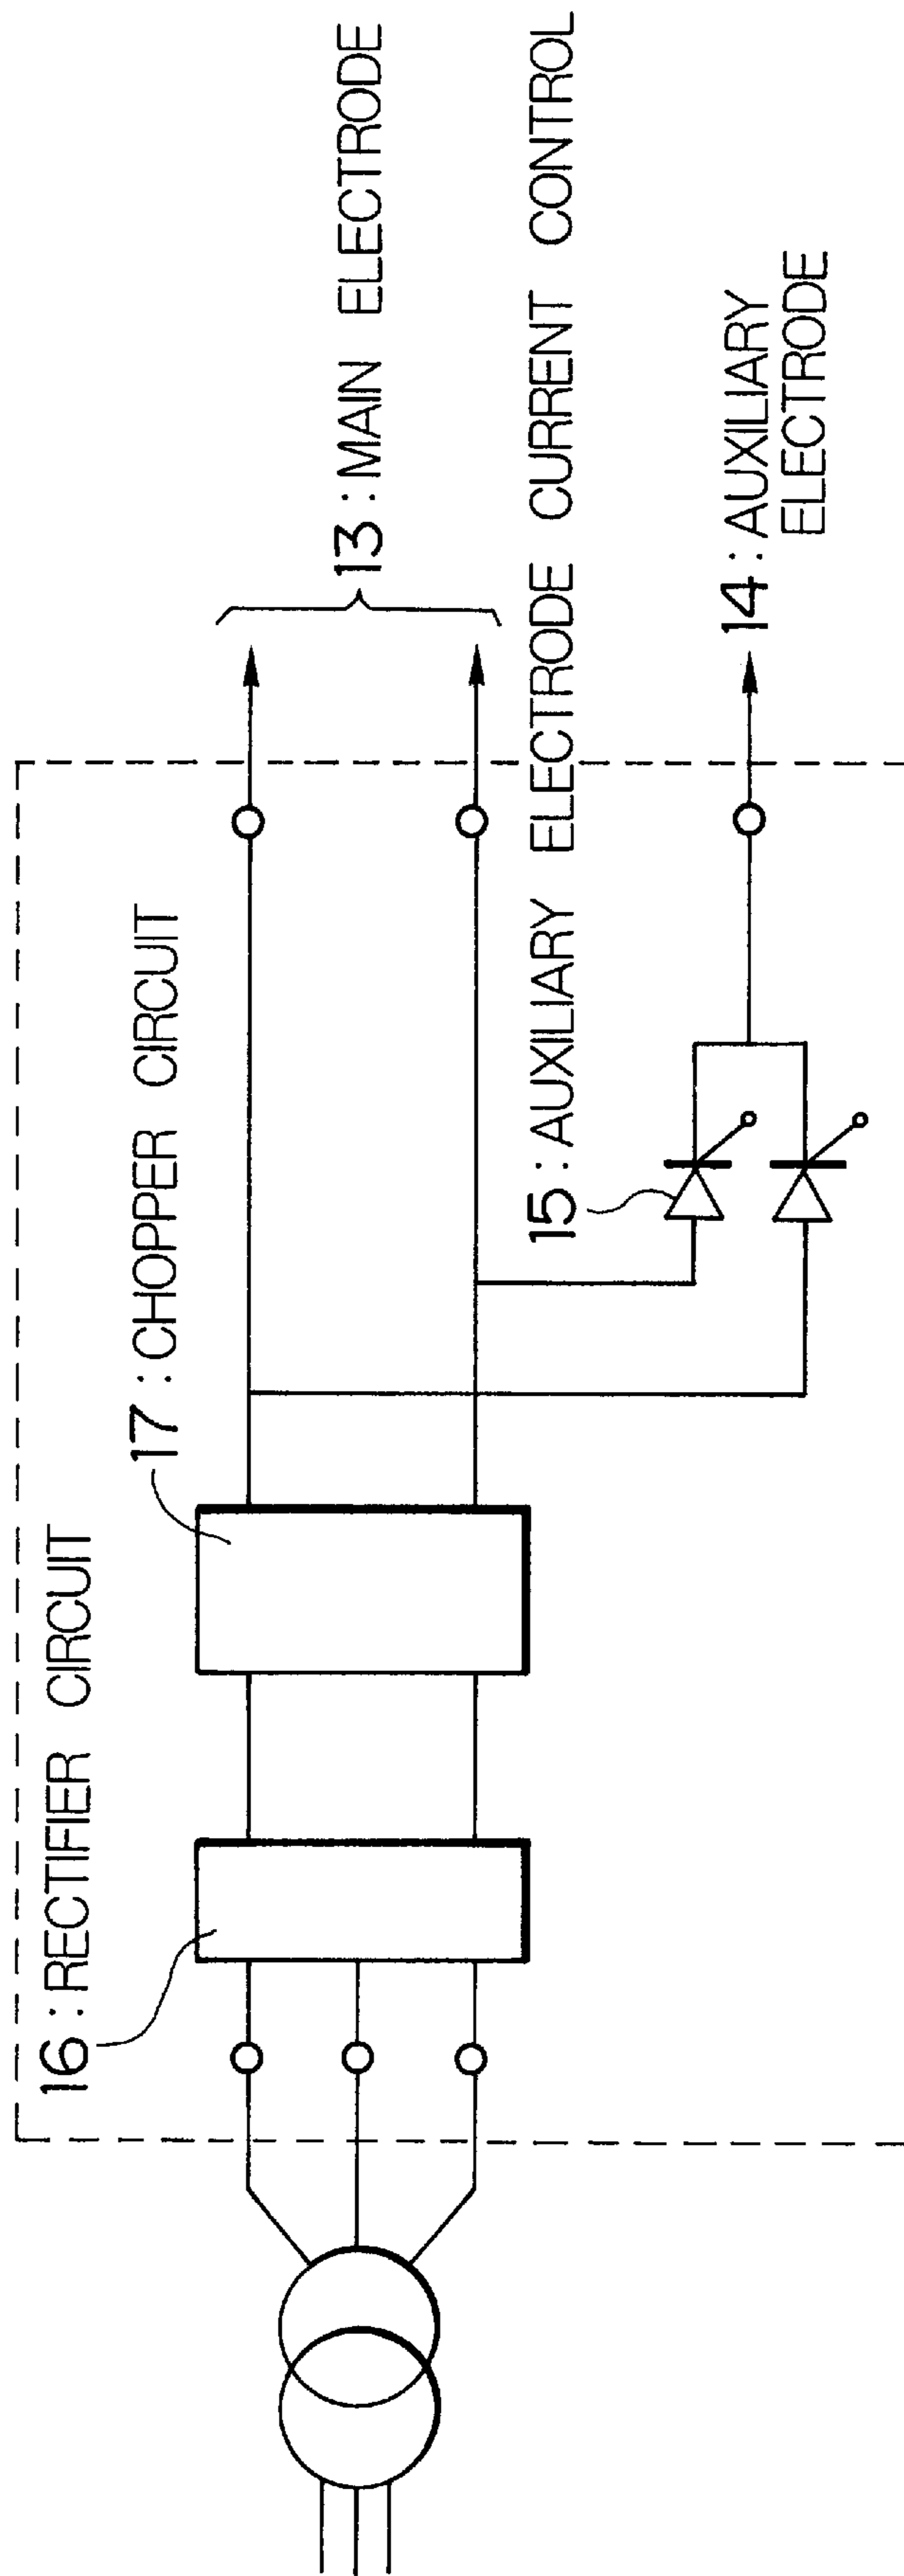 16 : RECTIFIER CIRCUIT
17 : CHOPPER CIRCUIT
13 : MAIN ELECTRODE
15 : AUXILIARY ELECTRODE CURRENT CONTROL
14 : AUXILIARY
ELECTRODE